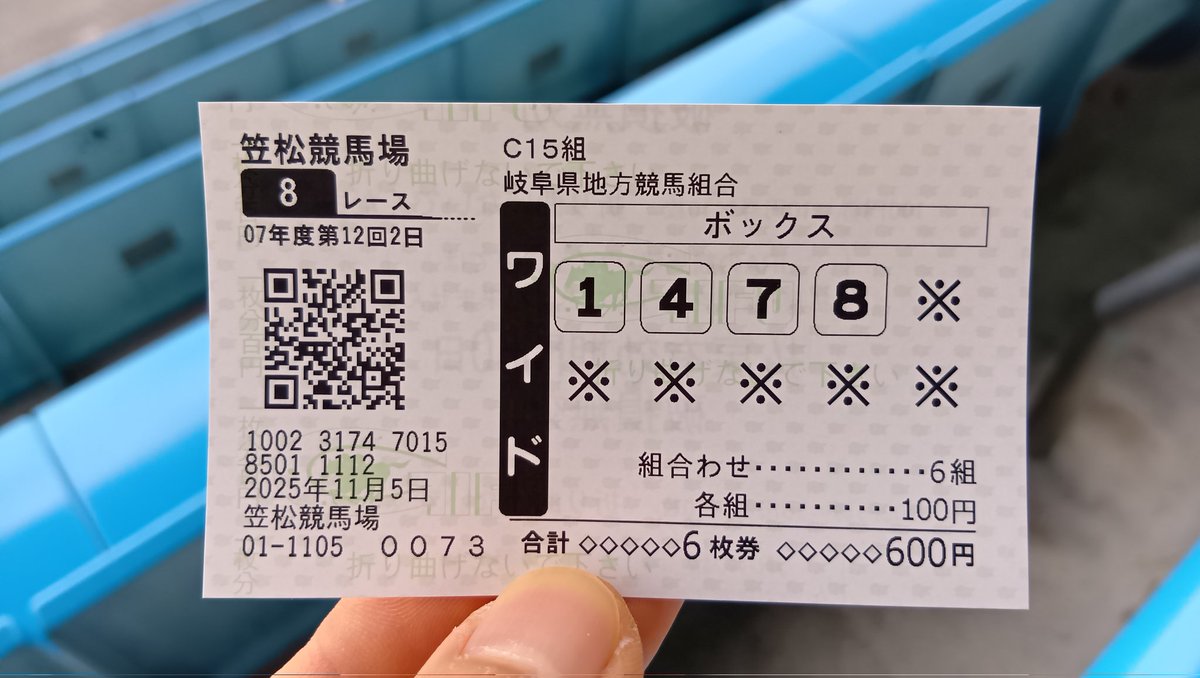 笠松競馬場
8レース
07年度第12回2日
1002 3174 7015
8501 1112
2025年11月5日
笠松競馬場
01-1105 0073
C15組
岐阜県地方競馬組合
ワイド
ボックス
1 4 7 8 ※
※ ※ ※ ※ ※
組合わせ············6組
各組··········100円
合計 ◇◇◇◇◇6枚券 ◇◇◇◇◇600円
折り曲げないで下さい